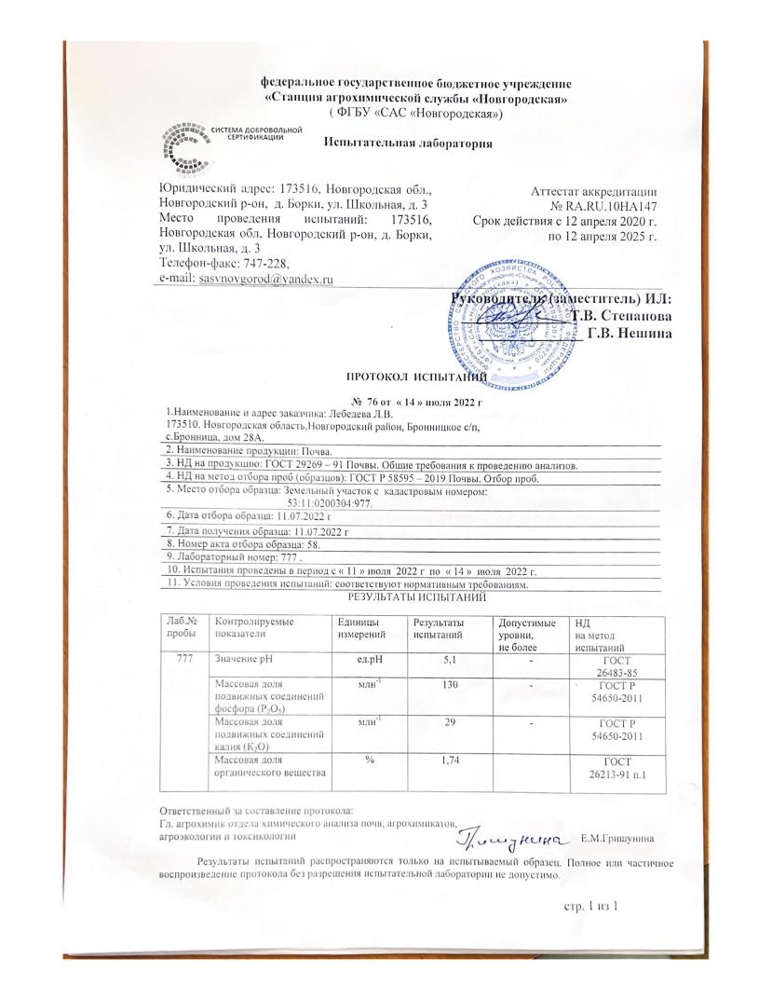 федеральное государственное бюджетное учреждение
«Станция агрохимической службы «Новгородская»
( ФГБУ «САС «Новгородская»)
СИСТЕМА ДОБРОВОЛЬНОЙ
СЕРТИФИКАЦИИ
Испытательная лаборатория
Юридический адрес: 173516, Новгородская обл.,
Новгородский р-он, д. Борки, ул. Школьная, д. 3
Место проведения испытаний: 173516,
Новгородская обл, Новгородский р-он, д. Борки,
ул. Школьная, д. 3
Телефон-факс: 747-228,
e-mail: sasvnovgorod@yandex.ru
Аттестат аккредитации
№ RA.RU.10НА147
Срок действия с 12 апреля 2020 г.
по 12 апреля 2025 г.
Руководитель (заместитель) ИЛ:
Т.В. Степанова
Г.В. Нешина
ПРОТОКОЛ ИСПЫТАНИЙ
№ 76 от « 14 » июля 2022 г
1.Наименование и адрес заказчика: Лебедева Л.В.
173510, Новгородская область,Новгородский район, Бронницкое с/п,
с.Бронница, дом 28А.
2. Наименование продукции: Почва.
3. НД на продукцию: ГОСТ 29269 – 91 Почвы. Общие требования к проведению анализов.
4. НД на метод отбора проб (образцов): ГОСТ Р 58595 – 2019 Почвы. Отбор проб.
5. Место отбора образца: Земельный участок с кадастровым номером:
53:11:0200304:977.
6. Дата отбора образца: 11.07.2022 г
7. Дата получения образца: 11.07.2022 г
8. Номер акта отбора образца: 58.
9. Лабораторный номер: 777 .
10. Испытания проведены в период с « 11 » июля 2022 г по « 14 » июля 2022 г.
11. Условия проведения испытаний: соответствуют нормативным требованиям.
РЕЗУЛЬТАТЫ ИСПЫТАНИЙ
Лаб.№ Контролируемые Единицы Результаты Допустимые НД
пробы показатели измерений испытаний уровни, на метод
не более испытаний
777 Значение pH ед.pH 5,1 - ГОСТ
26483-85
Массовая доля млн⁻¹ 130 - ГОСТ Р
подвижных соединений 54650-2011
фосфора (P₂O₅)
Массовая доля млн⁻¹ 29 - ГОСТ Р
подвижных соединений 54650-2011
калия (K₂O)
Массовая доля % 1,74 ГОСТ
органического вещества 26213-91 п.1
Ответственный за составление протокола:
Гл. агрохимик отдела химического анализа почв, агрохимикатов,
агроэкологии и токсикологии Гришунина Е.М.Гришунина
Результаты испытаний распространяются только на испытываемый образец. Полное или частичное
воспроизведение протокола без разрешения испытательной лаборатории не допустимо.
стр. 1 из 1